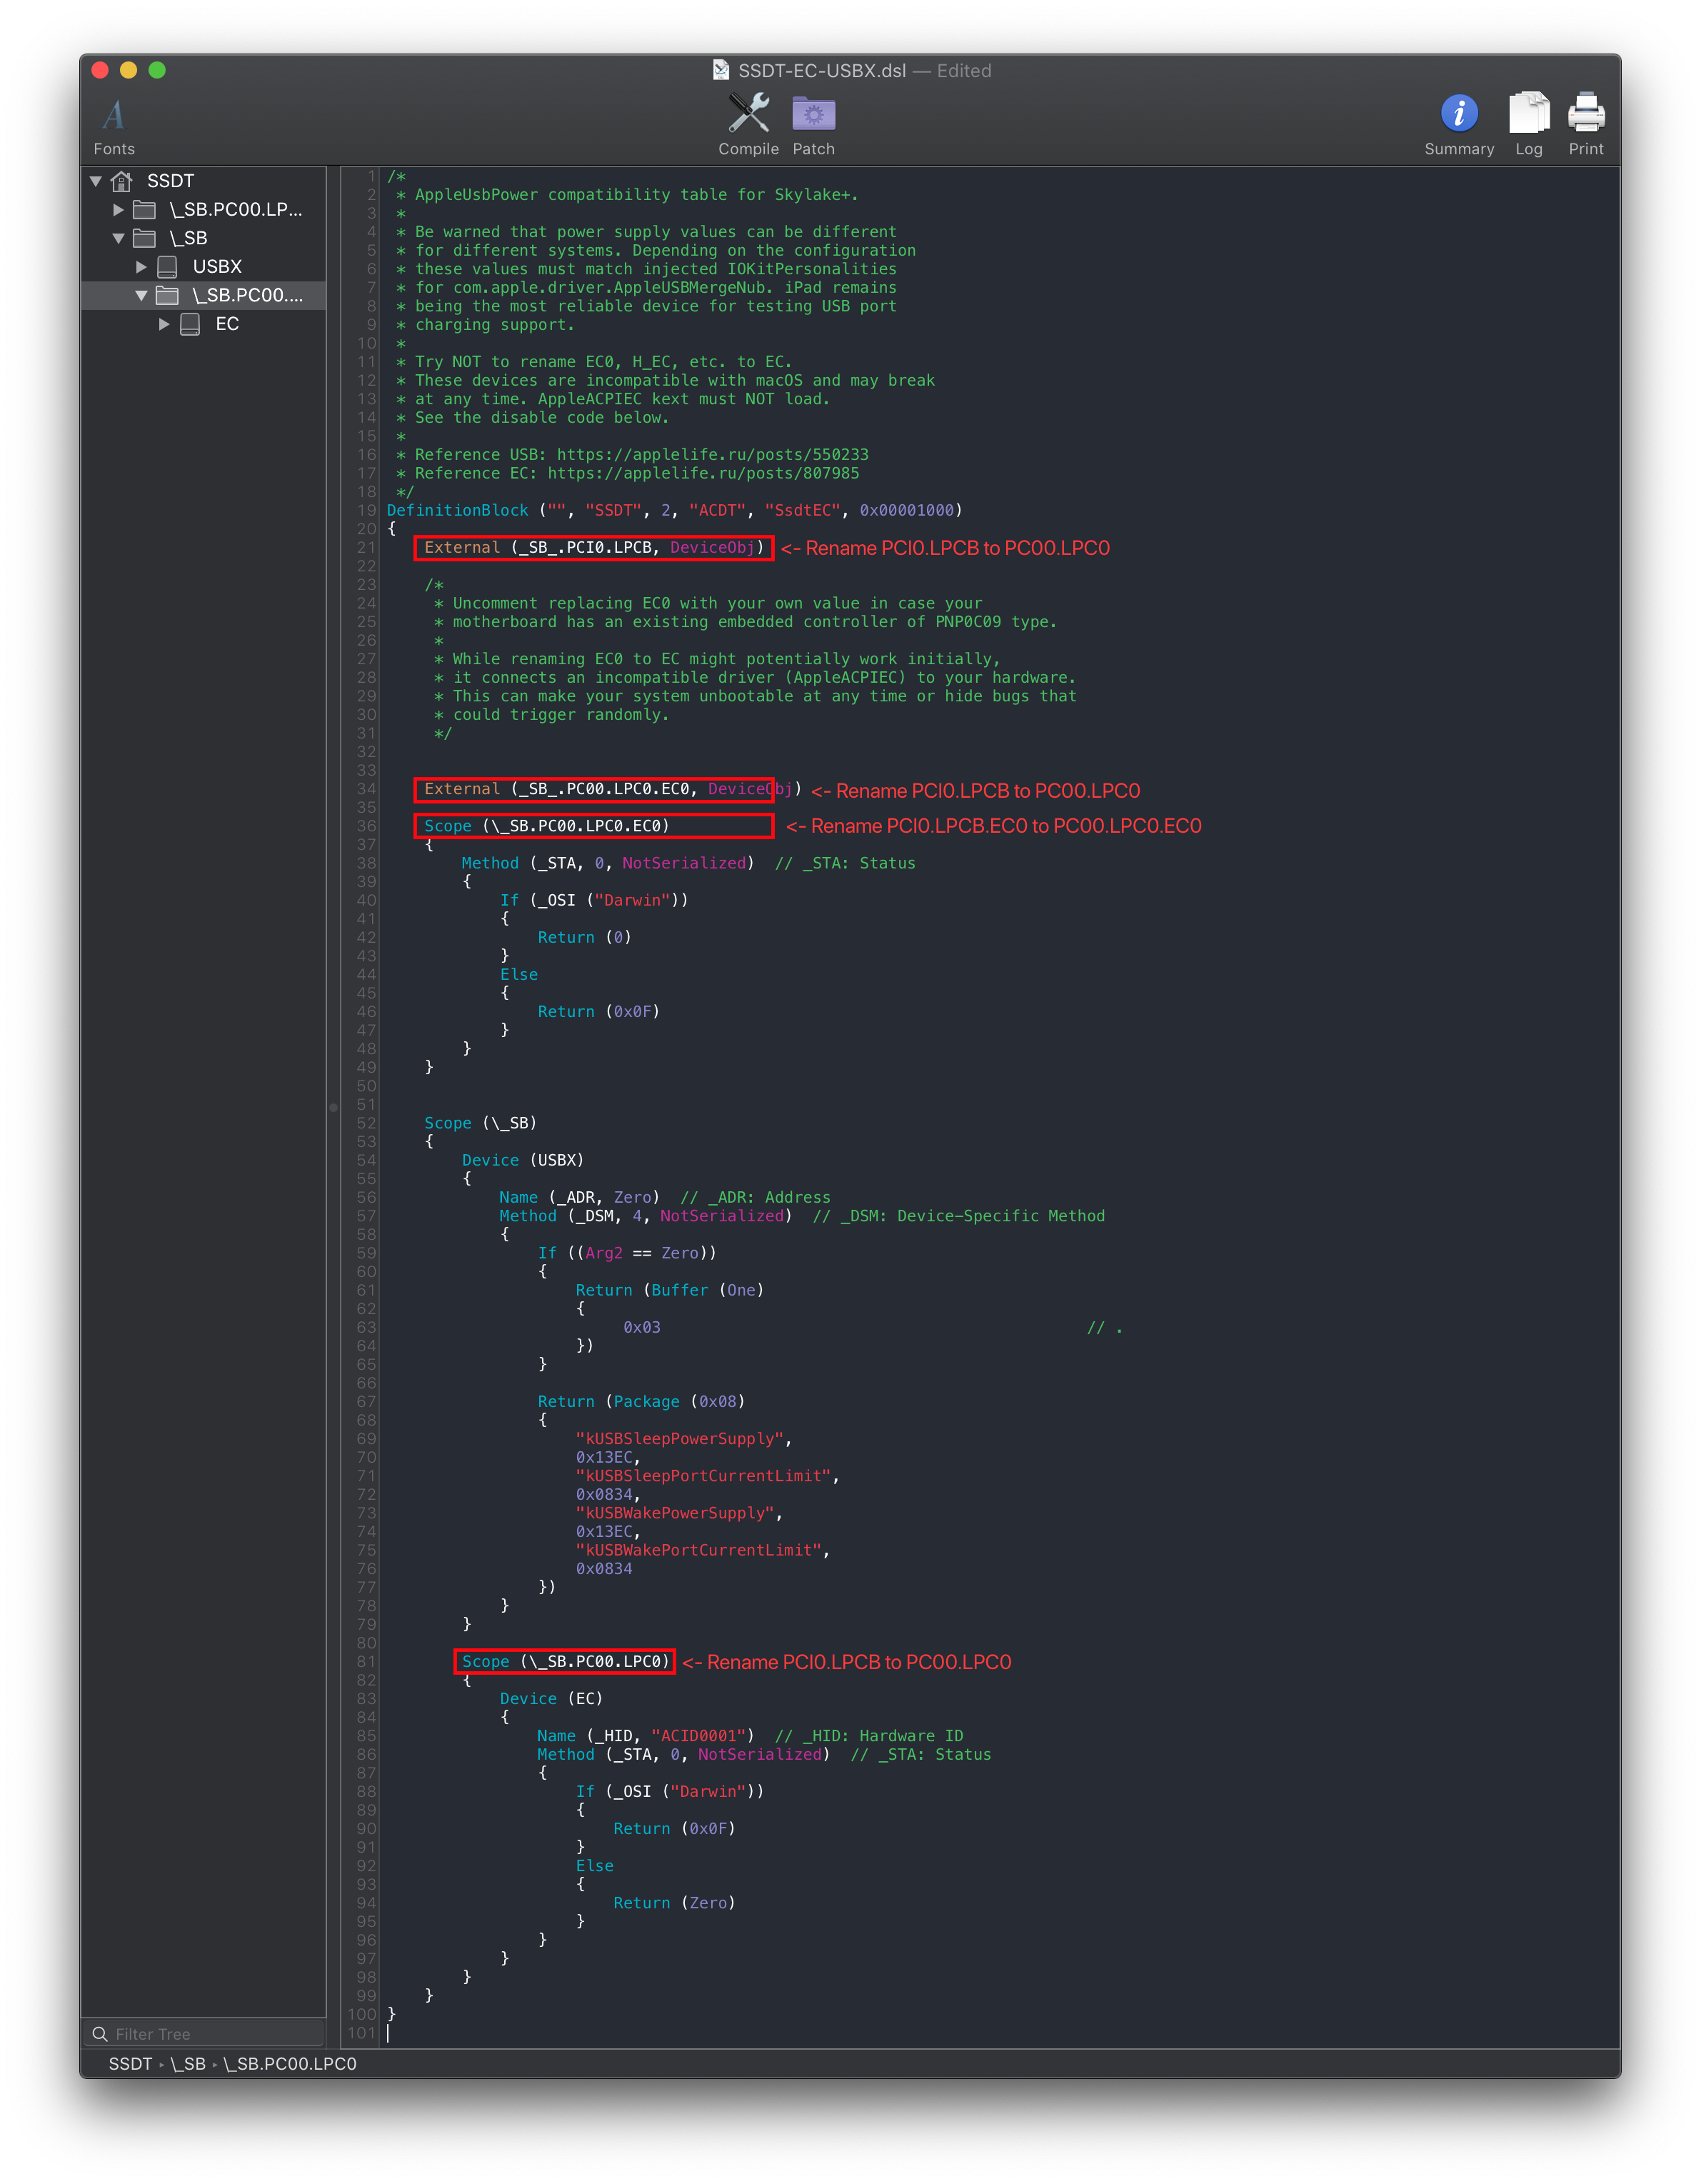 SSDT-EC-USBX.dsl — Edited
Fonts
Compile
Patch
Summary
Log
Print
SSDT
\_SB.PC00.LP...
\_SB
USBX
\_SB.PC00....
EC
1 /*
2 * AppleUsbPower compatibility table for Skylake+.
3 *
4 * Be warned that power supply values can be different
5 * for different systems. Depending on the configuration
6 * these values must match injected IOKitPersonalities
7 * for com.apple.driver.AppleUSBMergeNub. iPad remains
8 * being the most reliable device for testing USB port
9 * charging support.
10 *
11 * Try NOT to rename EC0, H_EC, etc. to EC.
12 * These devices are incompatible with macOS and may break
13 * at any time. AppleACPIEC kext must NOT load.
14 * See the disable code below.
15 *
16 * Reference USB: https://applelife.ru/posts/550233
17 * Reference EC: https://applelife.ru/posts/807985
18 */
19 DefinitionBlock ("", "SSDT", 2, "ACDT", "SsdtEC", 0x00001000)
20 {
21 External (_SB_.PCI0.LPCB, DeviceObj) <- Rename PCI0.LPCB to PC00.LPC0
22
23 /*
24 * Uncomment replacing EC0 with your own value in case your
25 * motherboard has an existing embedded controller of PNP0C09 type.
26 *
27 * While renaming EC0 to EC might potentially work initially,
28 * it connects an incompatible driver (AppleACPIEC) to your hardware.
29 * This can make your system unbootable at any time or hide bugs that
30 * could trigger randomly.
31 */
32
33
34 External (_SB_.PC00.LPC0.EC0, DeviceObj) <- Rename PCI0.LPCB to PC00.LPC0
35
36 Scope (\_SB.PC00.LPC0.EC0) <- Rename PCI0.LPCB.EC0 to PC00.LPC0.EC0
37 {
38 Method (_STA, 0, NotSerialized) // _STA: Status
39 {
40 If (_OSI ("Darwin"))
41 {
42 Return (0)
43 }
44 Else
45 {
46 Return (0x0F)
47 }
48 }
49 }
50
51
52 Scope (\_SB)
53 {
54 Device (USBX)
55 {
56 Name (_ADR, Zero) // _ADR: Address
57 Method (_DSM, 4, NotSerialized) // _DSM: Device-Specific Method
58 {
59 If ((Arg2 == Zero))
60 {
61 Return (Buffer (One)
62 {
63 0x03 // .
64 })
65 }
66
67 Return (Package (0x08)
68 {
69 "kUSBSleepPowerSupply",
70 0x13EC,
71 "kUSBSleepPortCurrentLimit",
72 0x0834,
73 "kUSBWakePowerSupply",
74 0x13EC,
75 "kUSBWakePortCurrentLimit",
76 0x0834
77 })
78 }
79 }
80
81 Scope (\_SB.PC00.LPC0) <- Rename PCI0.LPCB to PC00.LPC0
82 {
83 Device (EC)
84 {
85 Name (_HID, "ACID0001") // _HID: Hardware ID
86 Method (_STA, 0, NotSerialized) // _STA: Status
87 {
88 If (_OSI ("Darwin"))
89 {
90 Return (0x0F)
91 }
92 Else
93 {
94 Return (Zero)
95 }
96 }
97 }
98 }
99 }
100 }
101
Filter Tree
SSDT ▸ \_SB ▸ \_SB.PC00.LPC0